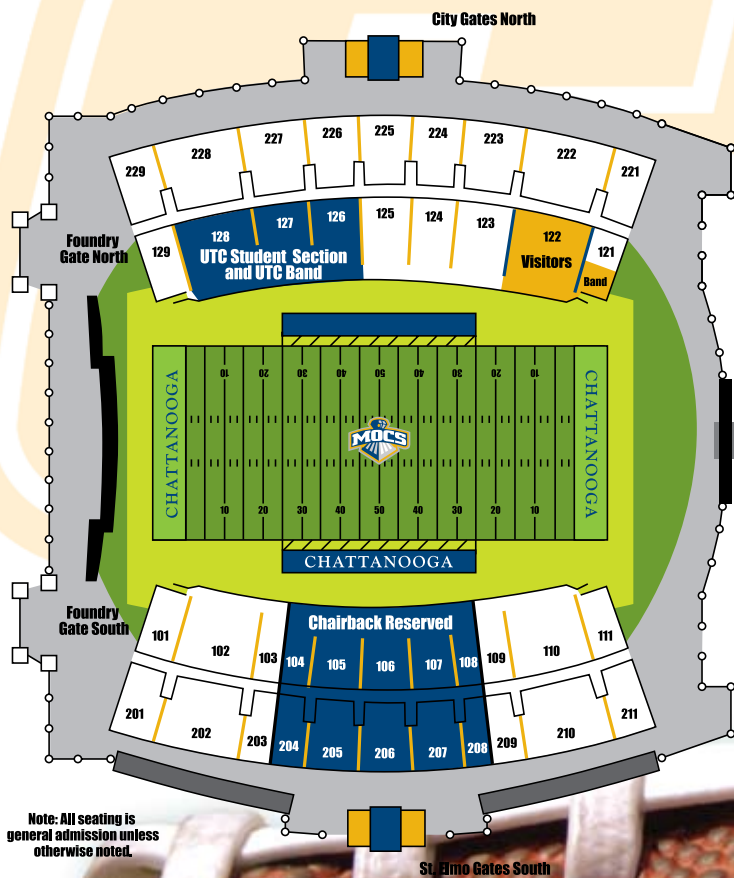 City Gates North
229
228
227
226
225
224
223
222
221
129
128
127
126
125
124
123
122
121
UTC Student Section
and UTC Band
Visitors
Band
Foundry
Gate North
10 20 30 40 50 40 30 20 10
CHATTANOOGA
MOCS
CHATTANOOGA
10 20 30 40 50 40 30 20 10
CHATTANOOGA
Foundry
Gate South
Chairback Reserved
101
102
103
104
105
106
107
108
109
110
111
201
202
203
204
205
206
207
208
209
210
211
Note: All seating is
general admission unless
otherwise noted.
St. Elmo Gates South